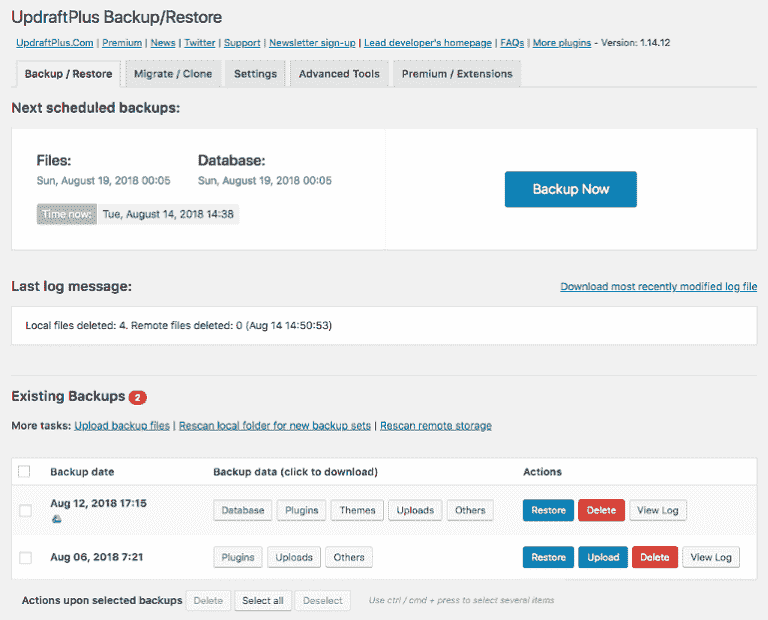 UpdraftPlus Backup/Restore
UpdraftPlus.Com | Premium | News | Twitter | Support | Newsletter sign-up | Lead developer's homepage | FAQs | More plugins - Version: 1.14.12
Backup / Restore Migrate / Clone Settings Advanced Tools Premium / Extensions
Next scheduled backups:
Files: Database:
Sun, August 19, 2018 00:05 Sun, August 19, 2018 00:05
Backup Now
Time now: Tue, August 14, 2018 14:38
Last log message: Download most recently modified log file
Local files deleted: 4. Remote files deleted: 0 (Aug 14 14:50:53)
Existing Backups 2
More tasks: Upload backup files | Rescan local folder for new backup sets | Rescan remote storage
Backup date Backup data (click to download) Actions
Aug 12, 2018 17:15 Database Plugins Themes Uploads Others Restore Delete View Log
Aug 06, 2018 7:21 Plugins Uploads Others Restore Upload Delete View Log
Actions upon selected backups Delete Select all Deselect Use ctrl / cmd + press to select several items